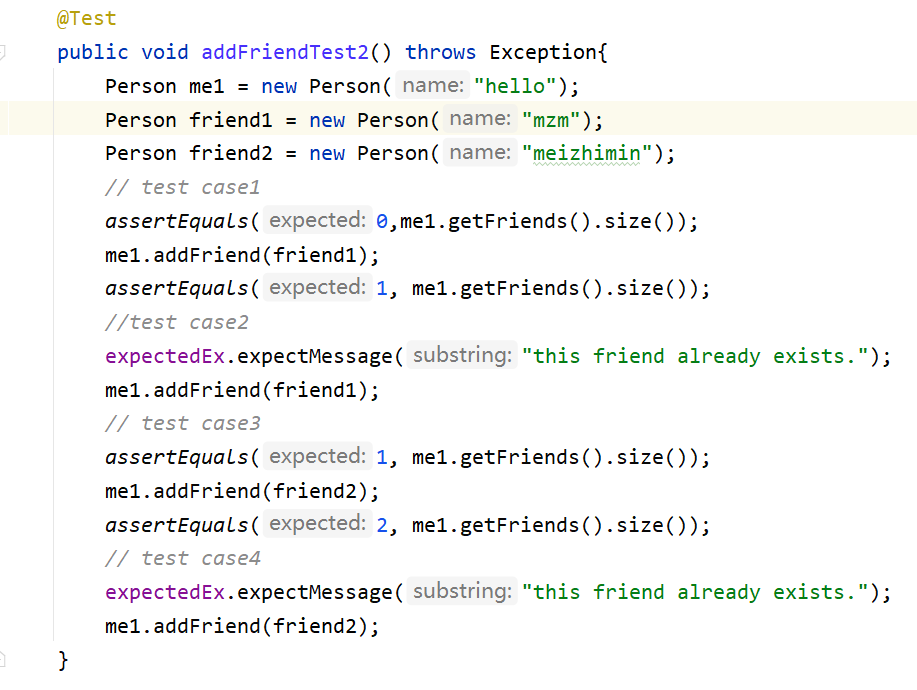 @Test
public void addFriendTest2() throws Exception{
Person me1 = new Person( name: "hello");
Person friend1 = new Person( name: "mzm");
Person friend2 = new Person( name: "meizhimin");
// test case1
assertEquals( expected: 0,me1.getFriends().size());
me1.addFriend(friend1);
assertEquals( expected: 1, me1.getFriends().size());
//test case2
expectedEx.expectMessage( substring: "this friend already exists.");
me1.addFriend(friend1);
// test case3
assertEquals( expected: 1, me1.getFriends().size());
me1.addFriend(friend2);
assertEquals( expected: 2, me1.getFriends().size());
// test case4
expectedEx.expectMessage( substring: "this friend already exists.");
me1.addFriend(friend2);
}